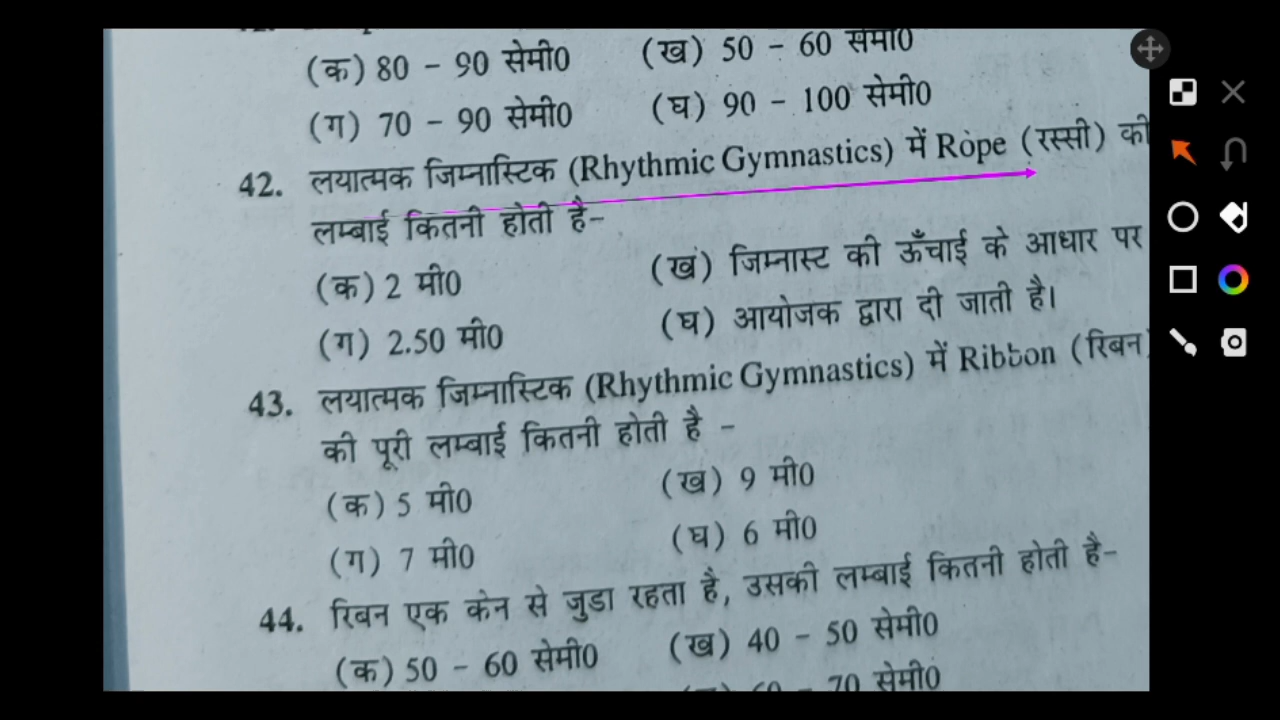 (क) 80 - 90 सेमी0 (ख) 50 - 60 सेमी0
(ग) 70 - 90 सेमी0 (घ) 90 - 100 सेमी0
42. लयात्मक जिम्नास्टिक (Rhythmic Gymnastics) में Rope (रस्सी) की
लम्बाई कितनी होती है-
(क) 2 मी0 (ख) जिम्नास्ट की ऊँचाई के आधार पर
(ग) 2.50 मी0 (घ) आयोजक द्वारा दी जाती है।
43. लयात्मक जिम्नास्टिक (Rhythmic Gymnastics) में Ribbon (रिबन)
की पूरी लम्बाई कितनी होती है -
(क) 5 मी0 (ख) 9 मी0
(ग) 7 मी0 (घ) 6 मी0
44. रिबन एक केन से जुडा रहता है, उसकी लम्बाई कितनी होती है-
(क) 50 - 60 सेमी0 (ख) 40 - 50 सेमी0
60 - 70 सेमी0